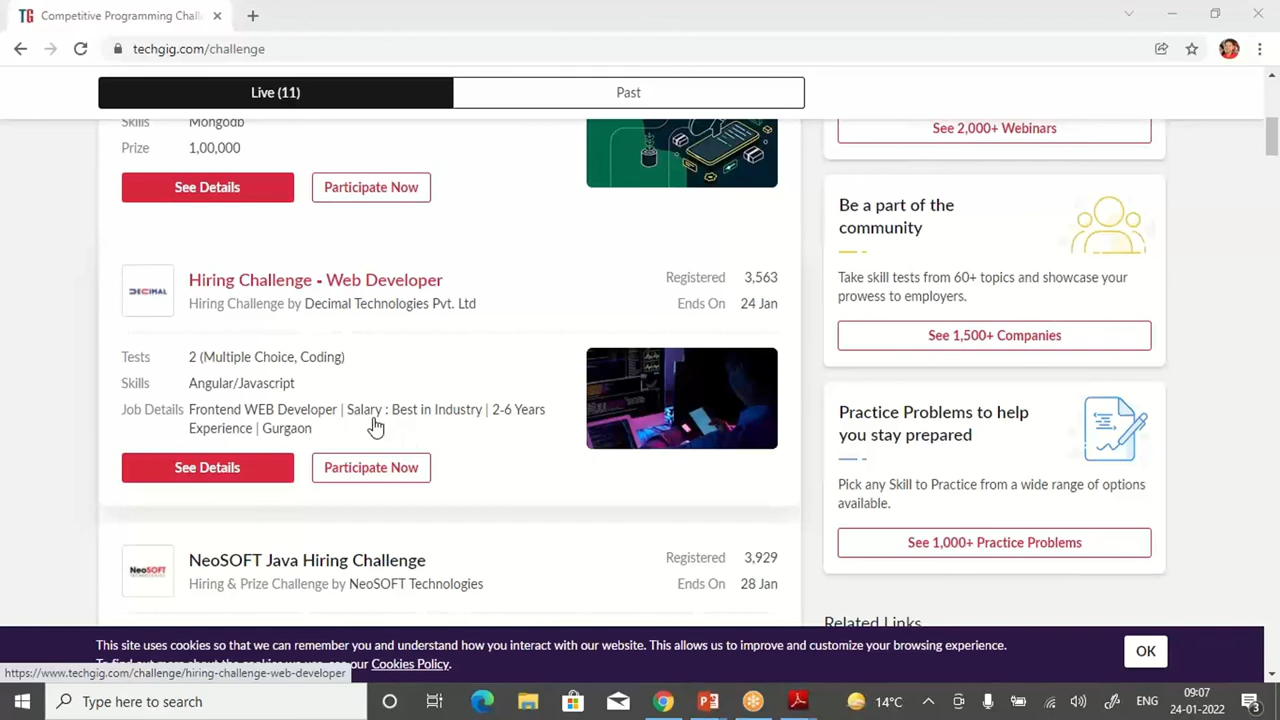 Competitive Programming Chall
techgig.com/challenge
Live (11)
Past
Skills Mongodb
Prize 1,00,000
See Details
Participate Now
See 2,000+ Webinars
Be a part of the
community
Take skill tests from 60+ topics and showcase your
prowess to employers.
See 1,500+ Companies
DECIMAL
Hiring Challenge - Web Developer
Hiring Challenge by Decimal Technologies Pvt. Ltd
Registered 3,563
Ends On 24 Jan
Tests 2 (Multiple Choice, Coding)
Skills Angular/Javascript
Job Details Frontend WEB Developer | Salary : Best in Industry | 2-6 Years
Experience | Gurgaon
See Details
Participate Now
Practice Problems to help
you stay prepared
Pick any Skill to Practice from a wide range of options
available.
See 1,000+ Practice Problems
NeoSOFT
NeoSOFT Java Hiring Challenge
Hiring & Prize Challenge by NeoSOFT Technologies
Registered 3,929
Ends On 28 Jan
Related Links
This site uses cookies so that we can remember you and understand how you interact with our website. This allows us to improve and customize your browsing experience.
our Cookies Policy.
OK
https://www.techgig.com/challenge/hiring-challenge-web-developer
Type here to search
14°C
ENG
09:07
24-01-2022
3